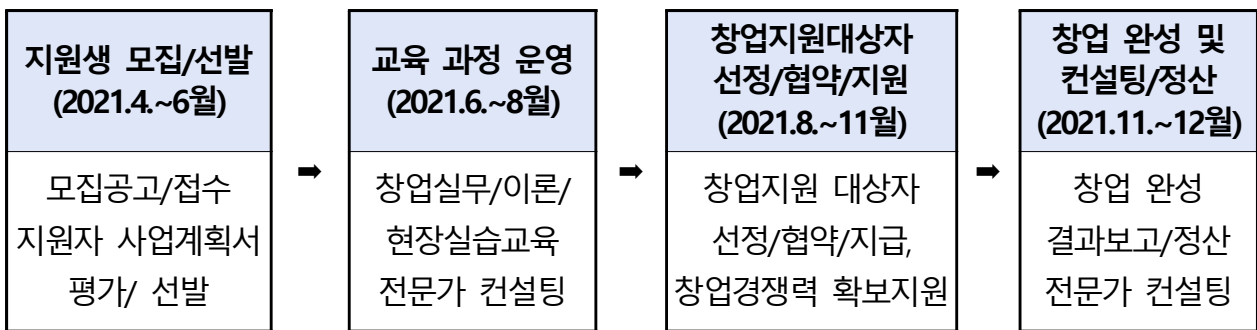 지원생 모집/선발
(2021.4.~6월)
모집공고/접수
지원자 사업계획서
평가/ 선발
➡
교육 과정 운영
(2021.6.~8월)
창업실무/이론/
현장실습교육
전문가 컨설팅
➡
창업지원대상자
선정/협약/지원
(2021.8.~11월)
창업지원 대상자
선정/협약/지급,
창업경쟁력 확보지원
➡
창업 완성 및
컨설팅/정산
(2021.11.~12월)
창업 완성
결과보고/정산
전문가 컨설팅